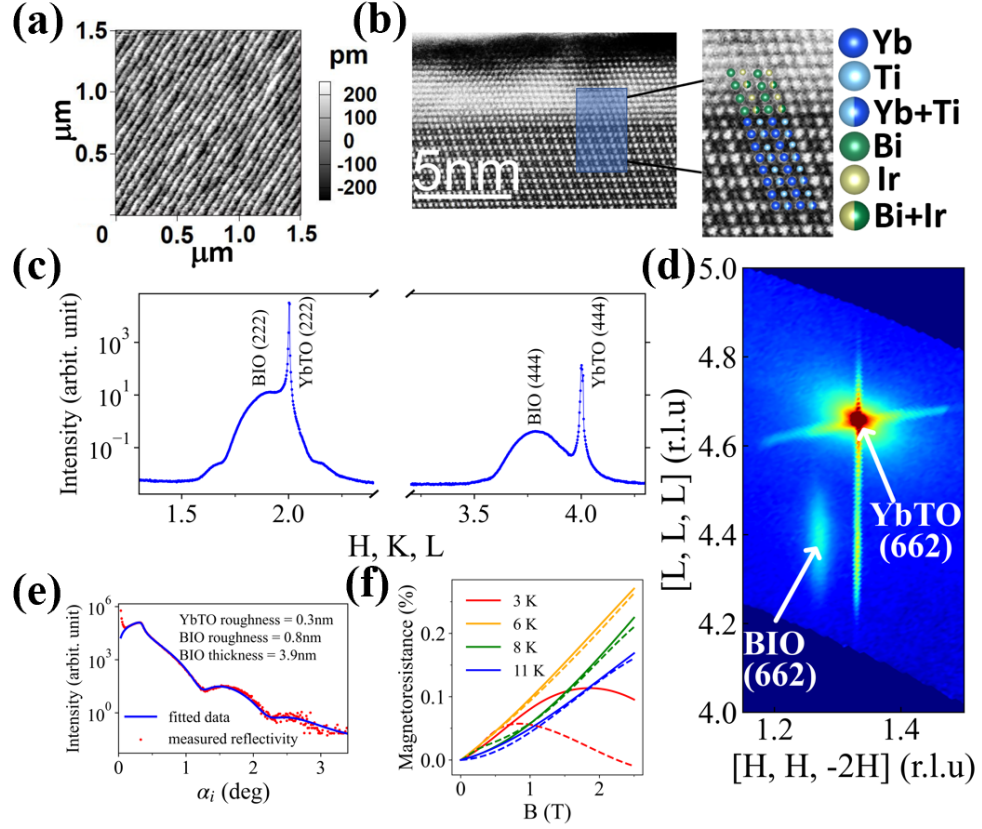 (a)
pm
200
100
0
-100
-200
μm
1.5
1.0
0.5
0
0.5
1.0
1.5
μm
(b)
5nm
Yb
Ti
Yb+Ti
Bi
Ir
Bi+Ir
(c)
Intensity (arbit. unit)
10³
10¹
10⁻¹
BIO (222)
YbTO (222)
BIO (444)
YbTO (444)
1.5
2.0
3.5
4.0
H, K, L
(d)
[L, L, L] (r.l.u)
5.0
4.8
4.6
4.4
4.2
4.0
YbTO
(662)
BIO
(662)
1.2
1.4
[H, H, -2H] (r.l.u)
(e)
Intensity (arbit. unit)
10⁶
10³
10⁰
YbTO roughness = 0.3nm
BIO roughness = 0.8nm
BIO thickness = 3.9nm
fitted data
measured reflectivity
0
1
2
3
αᵢ (deg)
(f)
Magnetoresistance (%)
0.2
0.1
0.0
3 K
6 K
8 K
11 K
0
1
2
B (T)